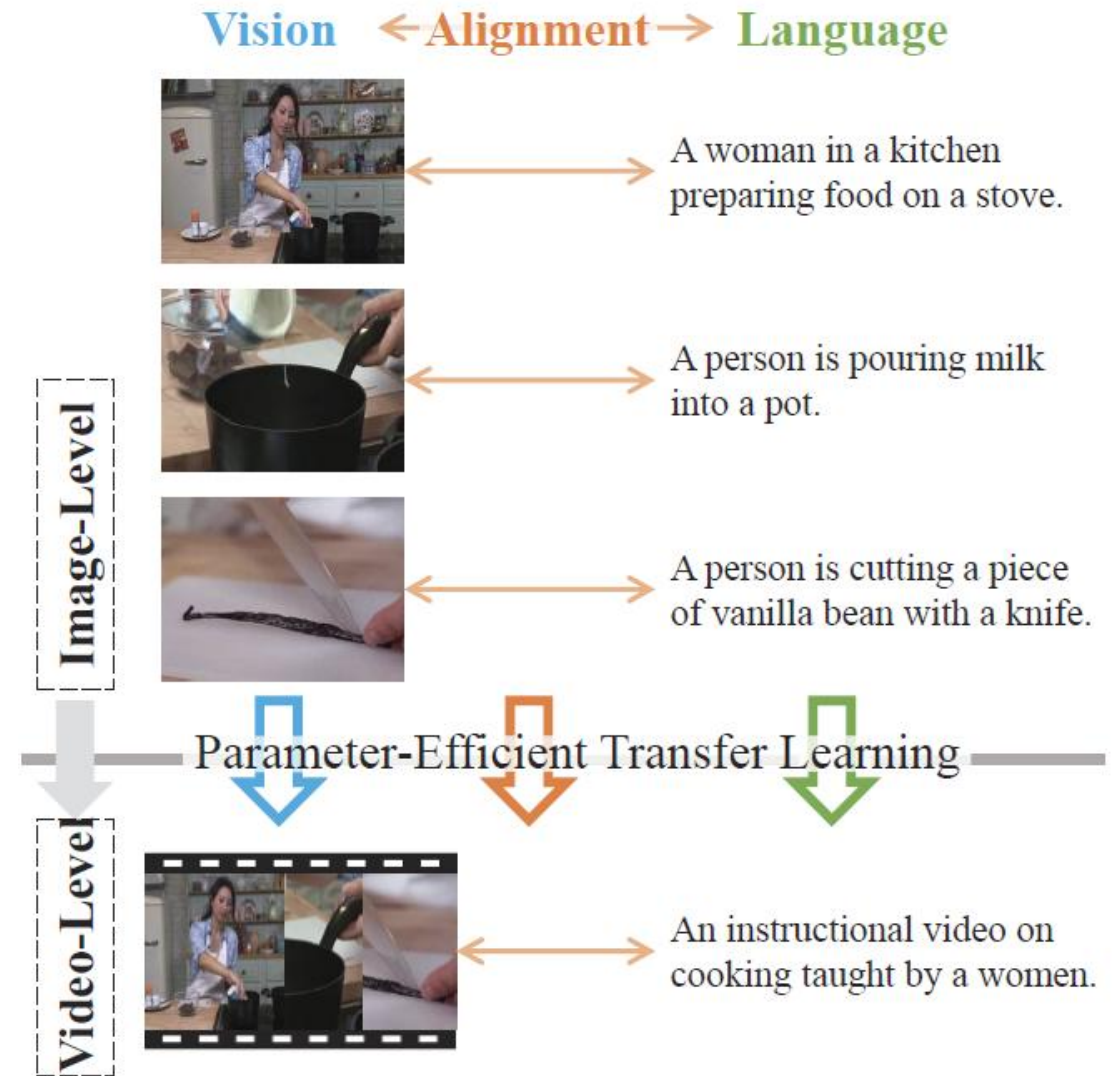 Vision Alignment Language
A woman in a kitchen
preparing food on a stove.
A person is pouring milk
into a pot.
Image-Level
A person is cutting a piece
of vanilla bean with a knife.
Parameter-Efficient Transfer Learning
Video-Level
An instructional video on
cooking taught by a women.